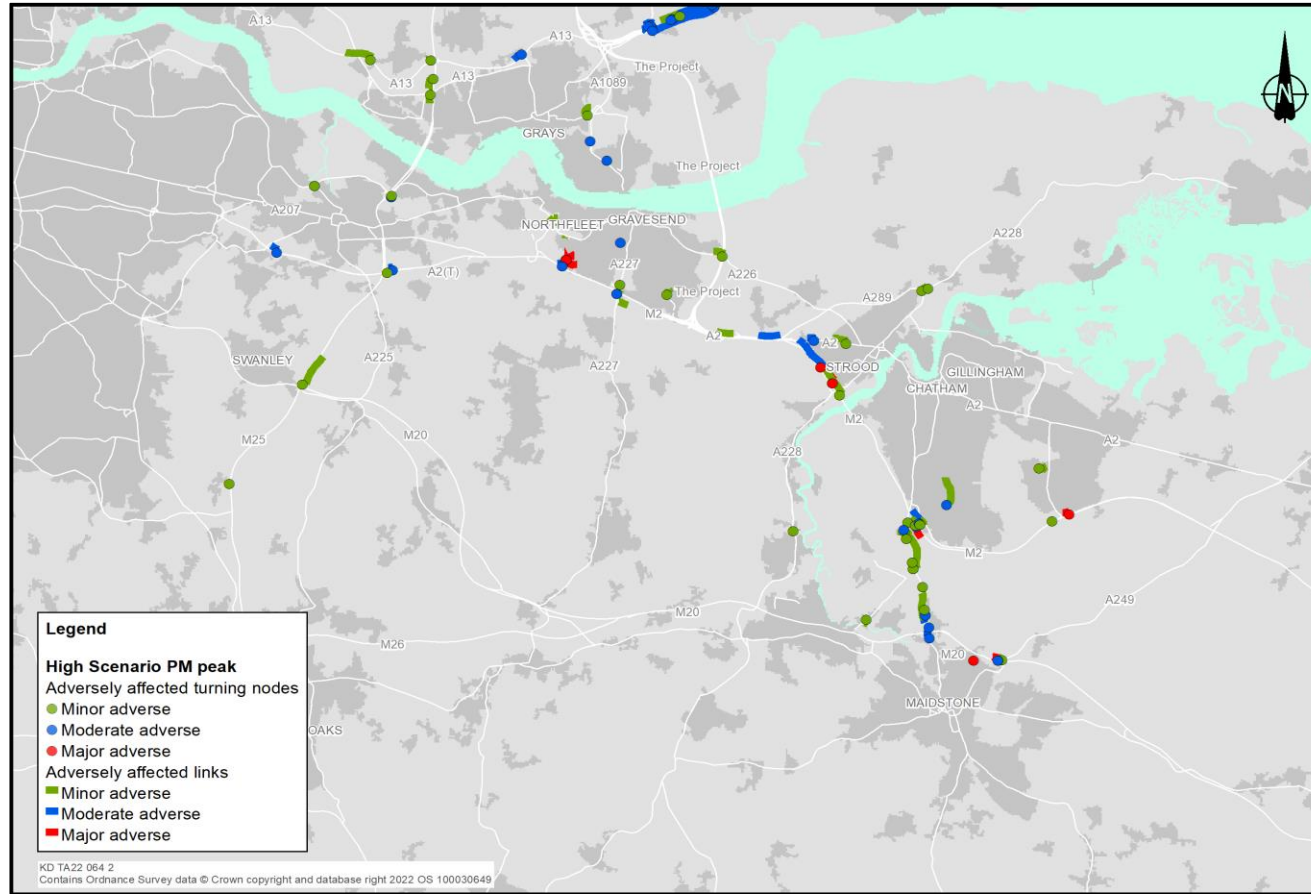 A13
A13
A13
A13
The Project
A1089
N
GRAYS
The Project
A207
NORTHFLEET
GRAVESEND
A228
A2(T)
A227
A226
The Project
A289
M2
A2
A2
SWANLEY
A225
A227
STROOD
GILLINGHAM
CHATHAM
A2
M2
A2
M25
M20
A228
M2
A249
M20
M26
M20
MAIDSTONE
OAKS
Legend
High Scenario PM peak
Adversely affected turning nodes
Minor adverse
Moderate adverse
Major adverse
Adversely affected links
Minor adverse
Moderate adverse
Major adverse
KD TA22 064 2
Contains Ordnance Survey data © Crown copyright and database right 2022 OS 100030649